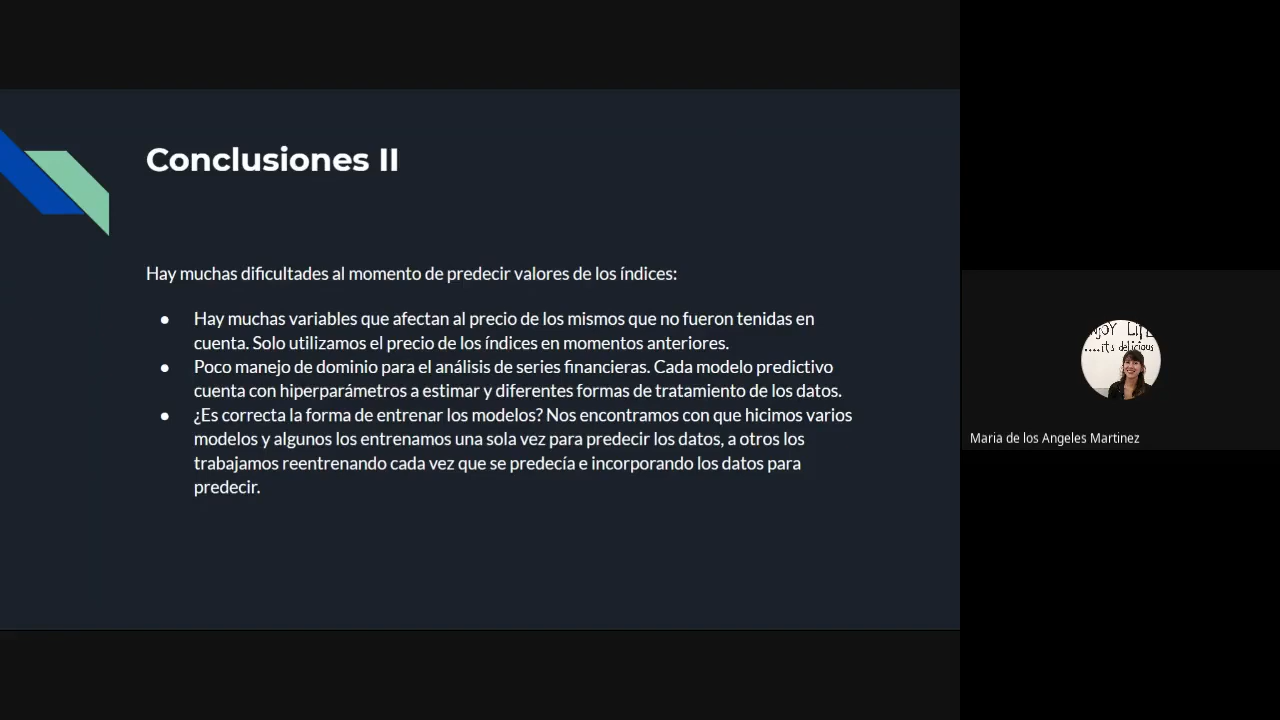 Conclusiones II
Hay muchas dificultades al momento de predecir valores de los índices:
● Hay muchas variables que afectan al precio de los mismos que no fueron tenidas en
cuenta. Solo utilizamos el precio de los índices en momentos anteriores.
● Poco manejo de dominio para el análisis de series financieras. Cada modelo predictivo
cuenta con hiperparámetros a estimar y diferentes formas de tratamiento de los datos.
● ¿Es correcta la forma de entrenar los modelos? Nos encontramos con que hicimos varios
modelos y algunos los entrenamos una sola vez para predecir los datos, a otros los
trabajamos reentrenando cada vez que se predecía e incorporando los datos para
predecir.
NJOY LIFE
....it's delicious
Maria de los Angeles Martinez